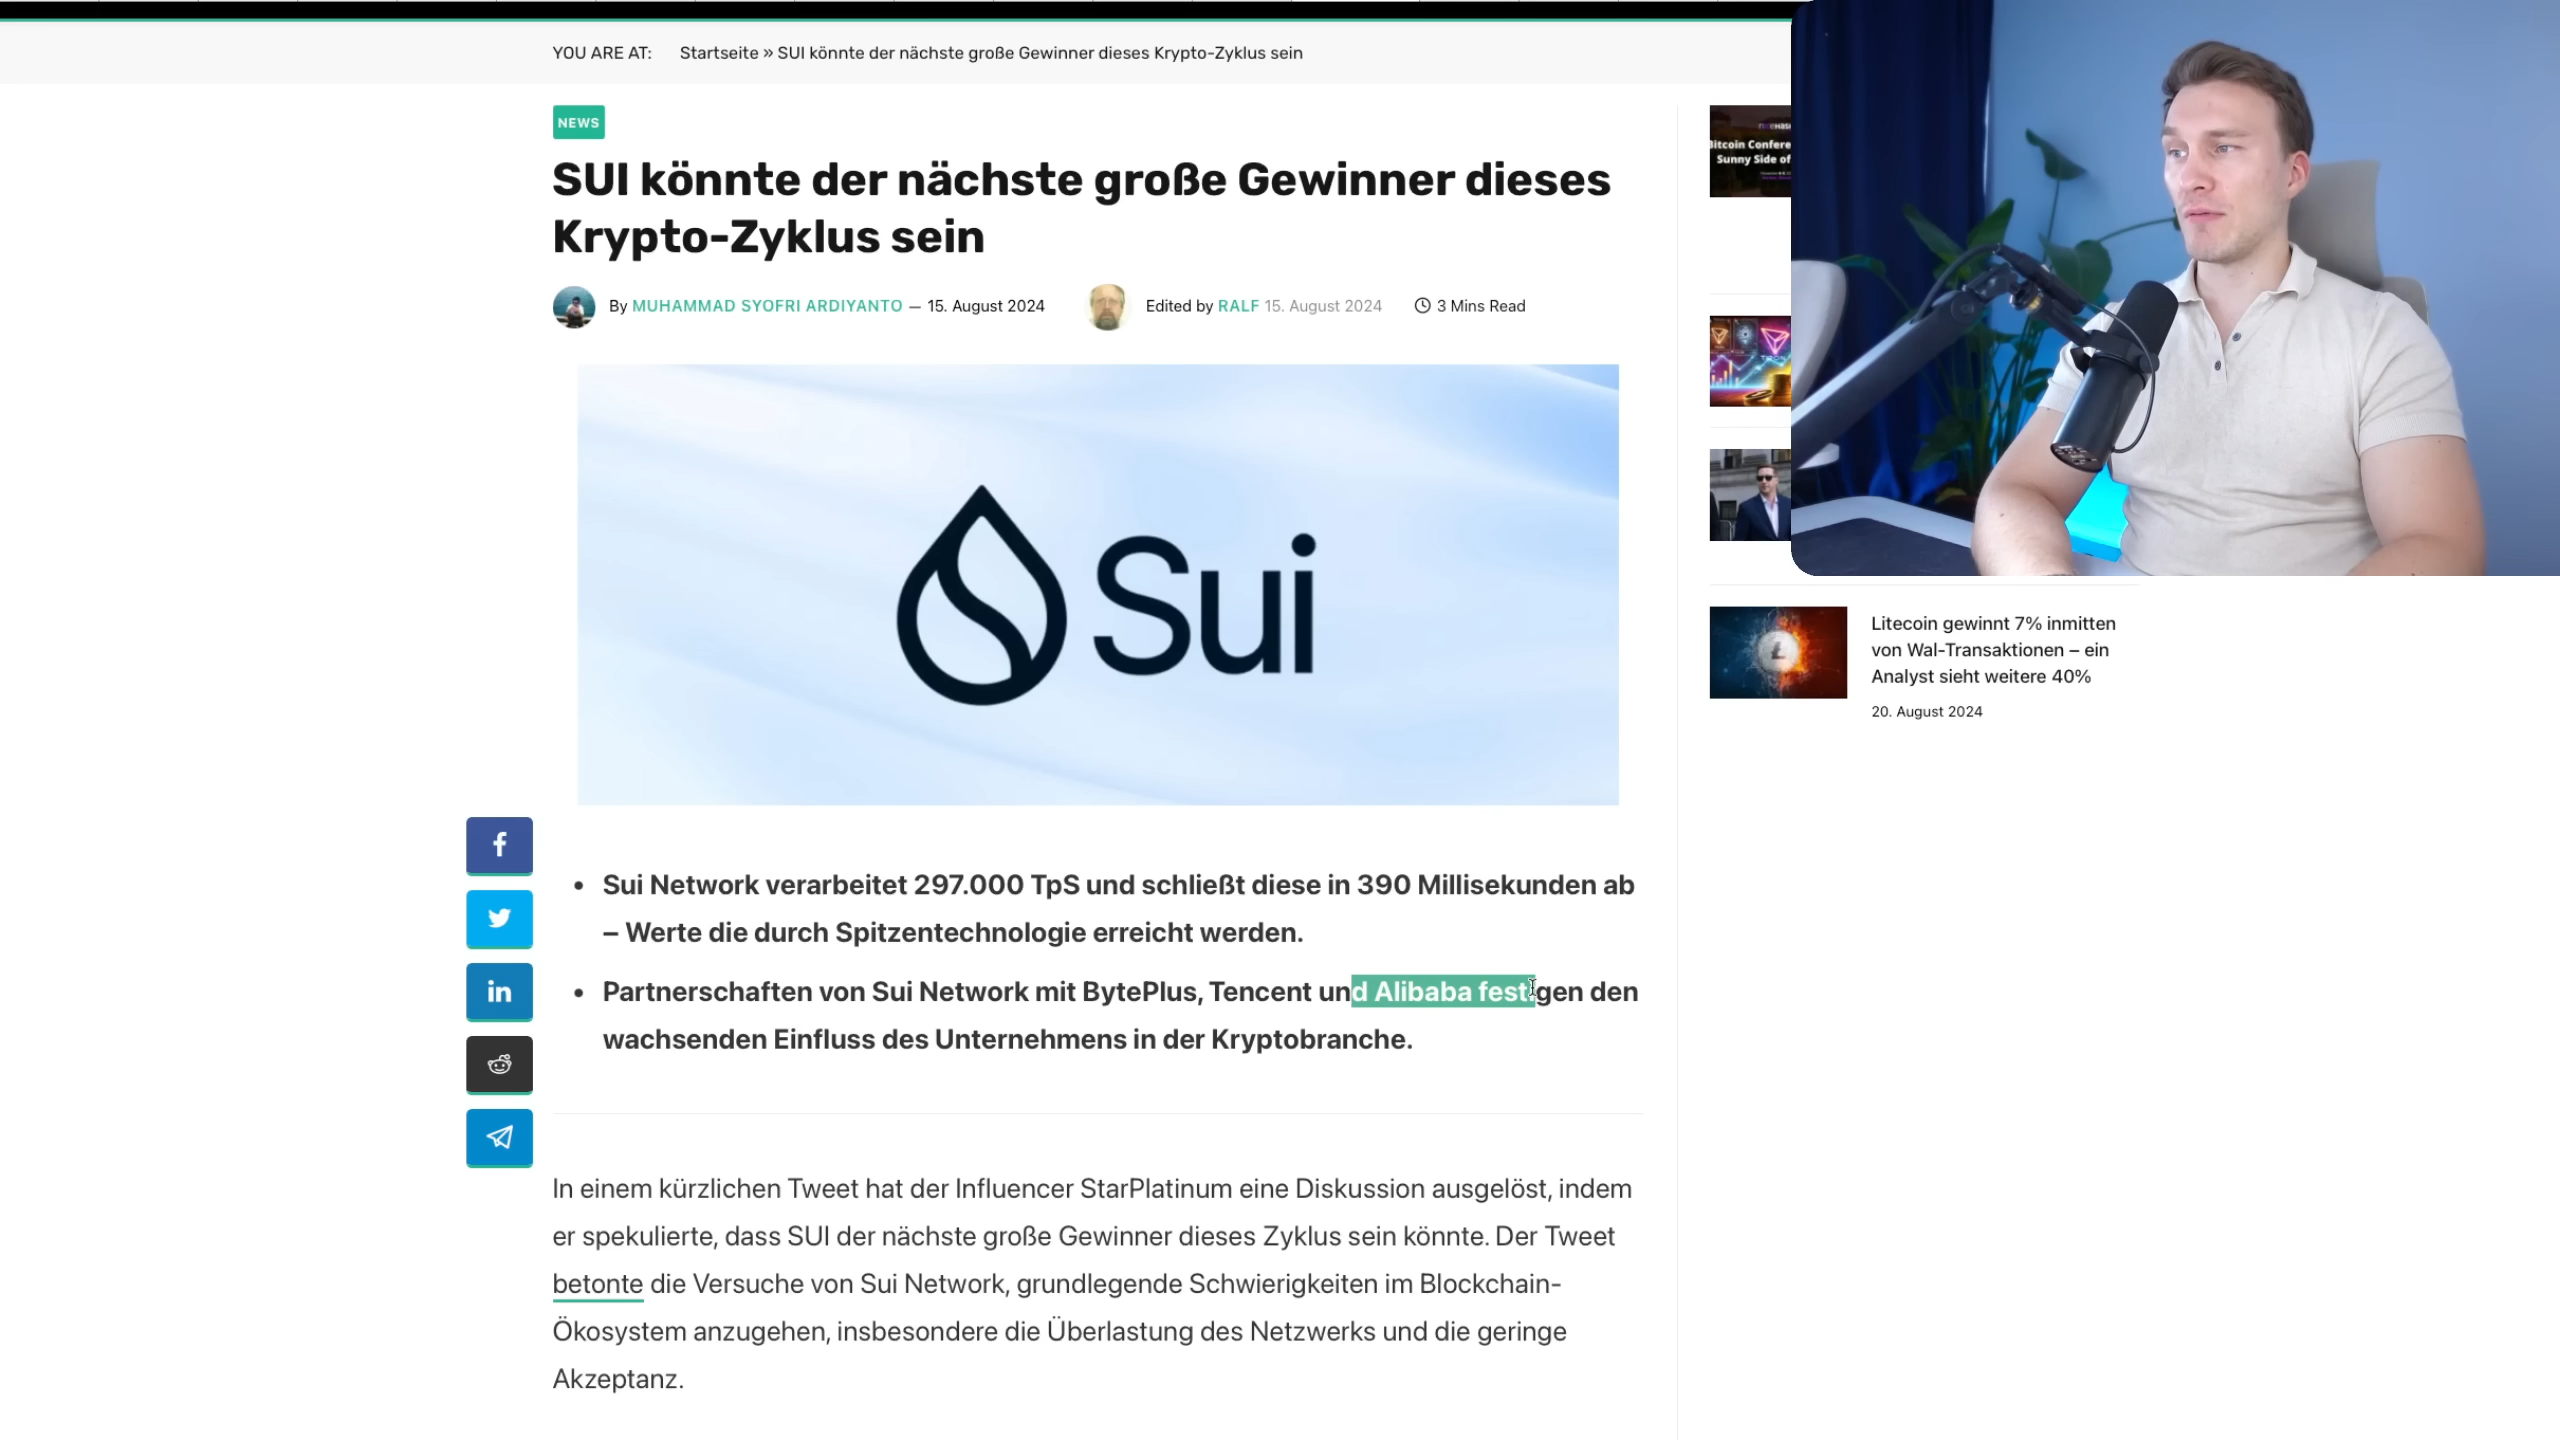 YOU ARE AT: Startseite » SUI könnte der nächste große Gewinner dieses Krypto-Zyklus sein
NEWS
SUI könnte der nächste große Gewinner dieses
Krypto-Zyklus sein
By MUHAMMAD SYOFRI ARDIYANTO — 15. August 2024 Edited by RALF 15. August 2024 3 Mins Read
Sui
• Sui Network verarbeitet 297.000 TpS und schließt diese in 390 Millisekunden ab
– Werte die durch Spitzentechnologie erreicht werden.
• Partnerschaften von Sui Network mit BytePlus, Tencent und Alibaba festigen den
wachsenden Einfluss des Unternehmens in der Kryptobranche.
In einem kürzlichen Tweet hat der Influencer StarPlatinum eine Diskussion ausgelöst, indem
er spekulierte, dass SUI der nächste große Gewinner dieses Zyklus sein könnte. Der Tweet
betonte die Versuche von Sui Network, grundlegende Schwierigkeiten im Blockchain-
Ökosystem anzugehen, insbesondere die Überlastung des Netzwerks und die geringe
Akzeptanz.
Sunny Side of
Litecoin gewinnt 7% inmitten
von Wal-Transaktionen – ein
Analyst sieht weitere 40%
20. August 2024